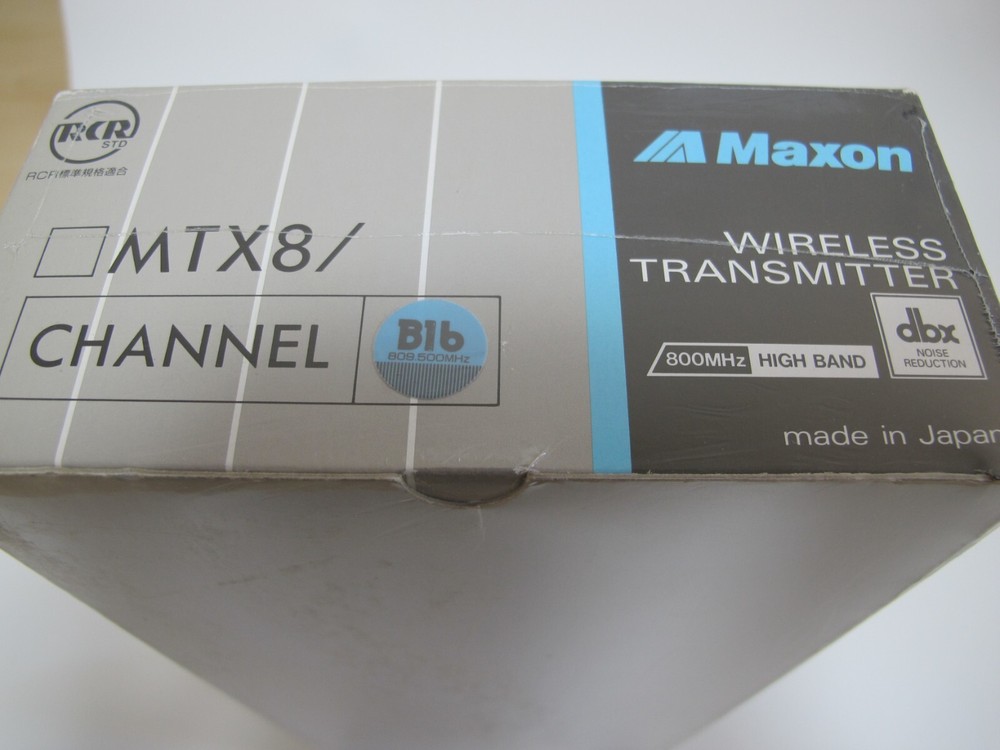 RCR
STD
RCR標準規格適合
MTX8/
CHANNEL
B1b
809.500MHz
Maxon
WIRELESS
TRANSMITTER
800MHz HIGH BAND
dbx
NOISE
REDUCTION
made in Japan